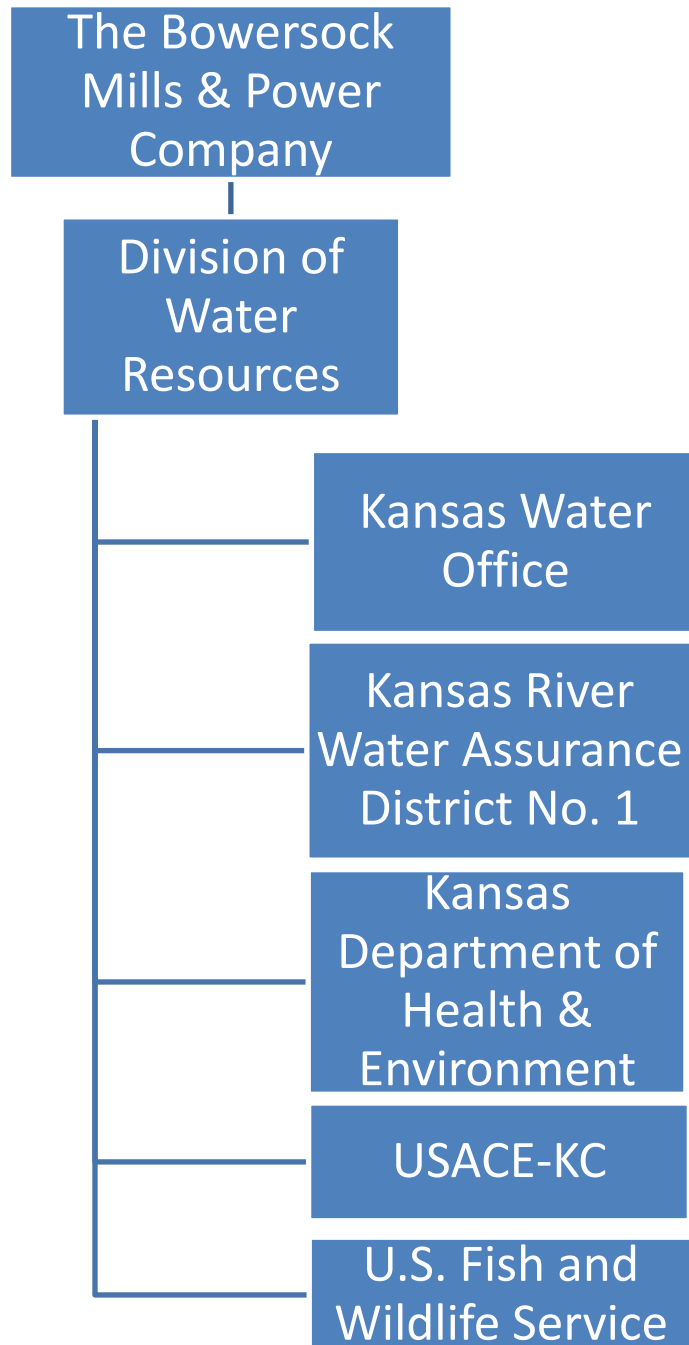 The Bowersock
Mills & Power
Company
Division of
Water
Resources
Kansas Water
Office
Kansas River
Water Assurance
District No. 1
Kansas
Department of
Health &
Environment
USACE-KC
U.S. Fish and
Wildlife Service